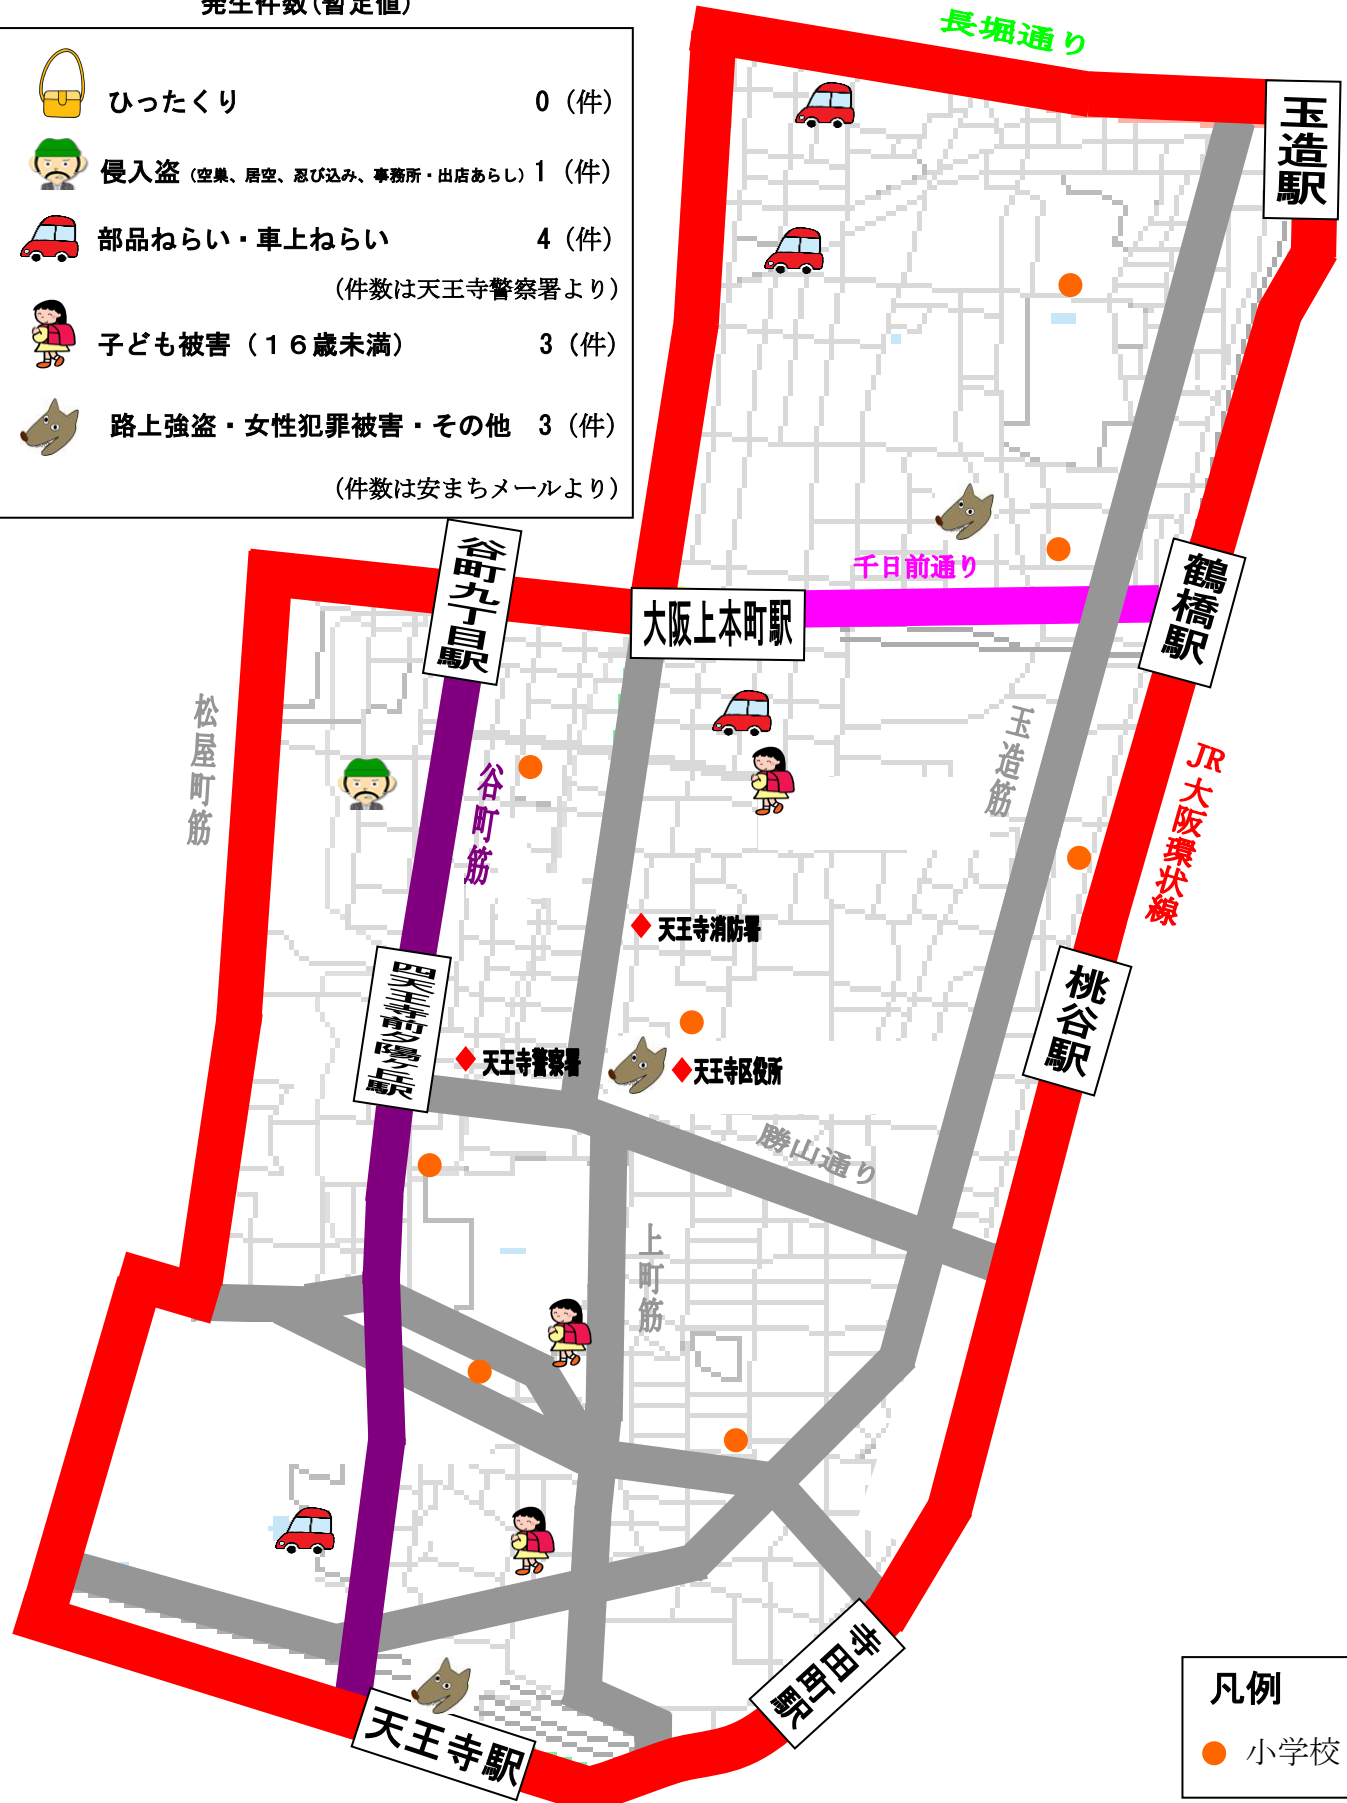 発生件数(暫定値)
ひったくり 0（件）
侵入盗（空巣、居空、忍び込み、事務所・出店あらし）1（件）
部品ねらい・車上ねらい 4（件）
（件数は天王寺警察署より）
子ども被害（１６歳未満） 3（件）
路上強盗・女性犯罪被害・その他 3（件）
（件数は安まちメールより）
長堀通り
玉造駅
谷町九丁目駅
大阪上本町駅
千日前通り
鶴橋駅
松屋町筋
谷町筋
玉造筋
JR大阪環状線
天王寺消防署
四天王寺前夕陽ケ丘駅
天王寺警察署
天王寺区役所
桃谷駅
勝山通り
上町筋
寺田町駅
天王寺駅
凡例
小学校